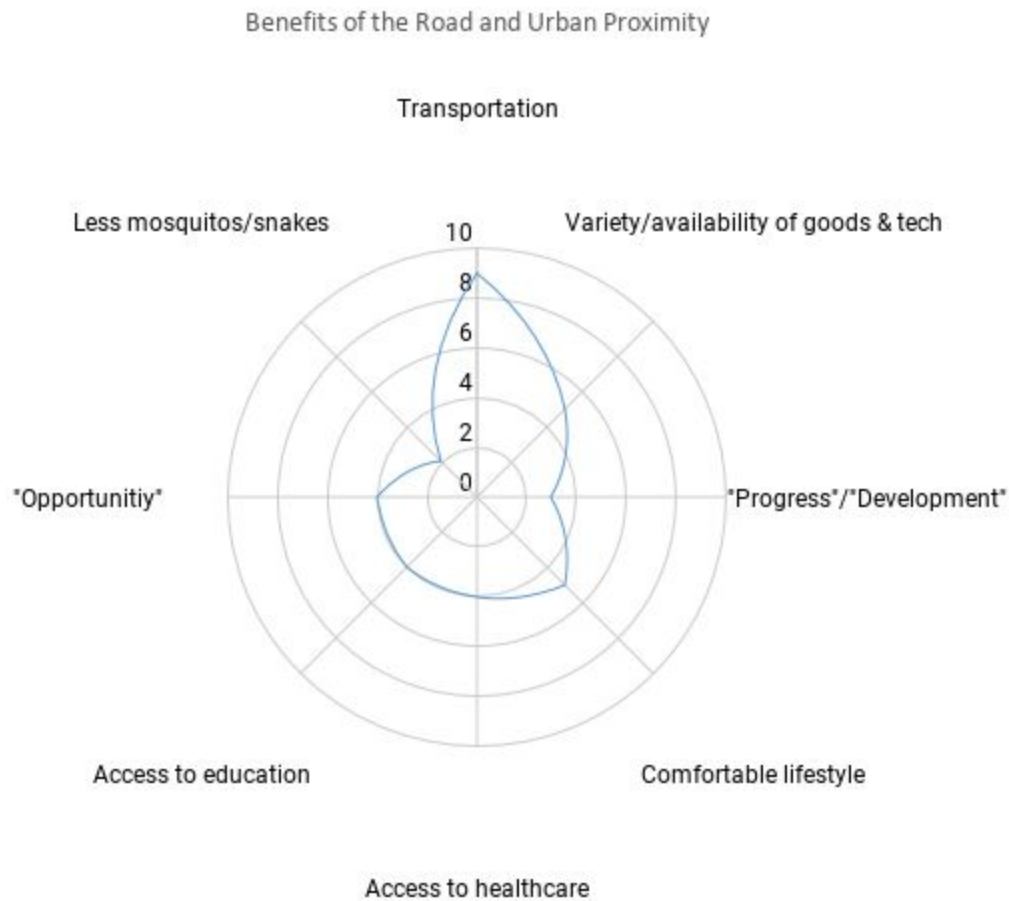 Benefits of the Road and Urban Proximity
Transportation
Less mosquitos/snakes
Variety/availability of goods & tech
10
8
6
4
2
0
"Opportunitiy"
"Progress"/"Development"
Access to education
Comfortable lifestyle
Access to healthcare